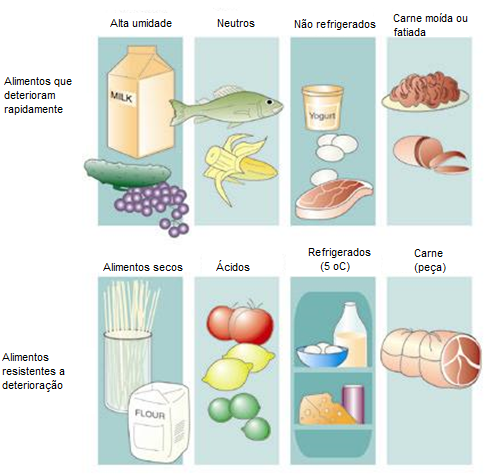 Alta umidade
Neutros
Não refrigerados
Carne moída ou
fatiada
Alimentos que
deterioram
rapidamente
MILK
Yogurt
Alimentos secos
Ácidos
Refrigerados
(5 oC)
Carne
(peça)
Alimentos
resistentes a
deterioração
FLOUR